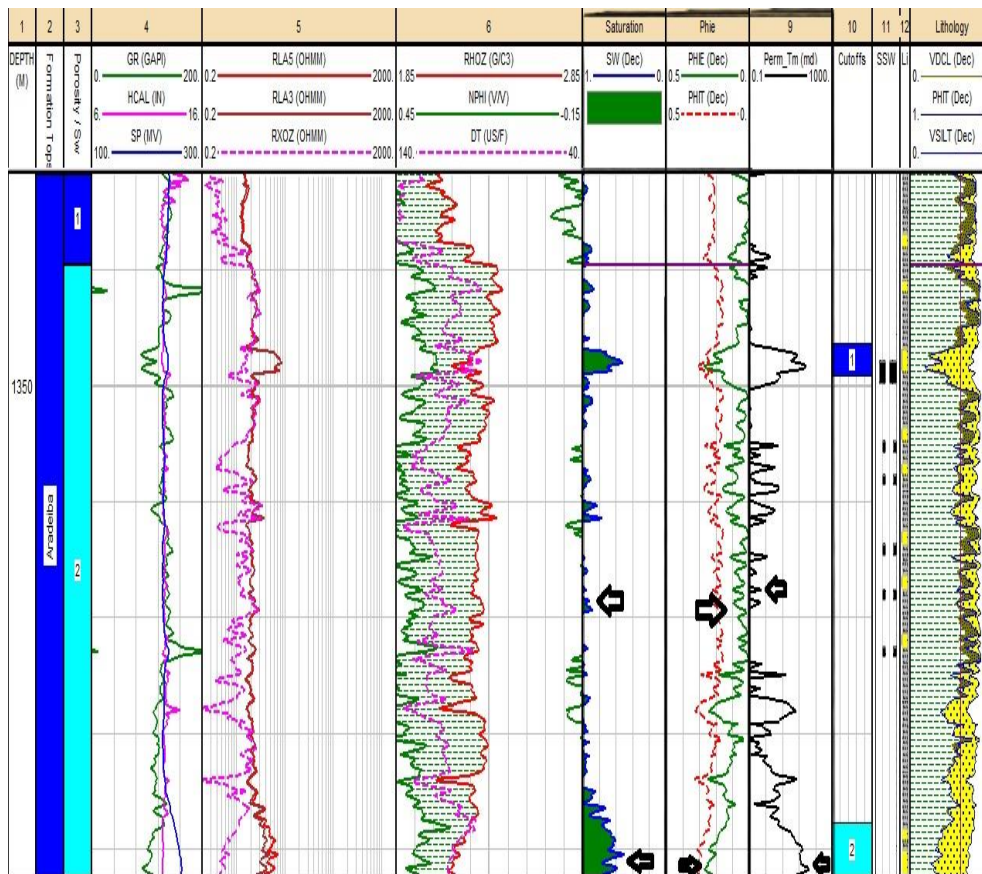 1 2 3 4 5 6 Saturation Phie 9 10 11 12 Lithology
DEPTH
(M)
Formation Tops
Porosity / Sw
GR (GAPI)
0. 200.
HCAL (IN)
6. 16.
SP (MV)
100. 300.
RLA5 (OHMM)
0.2 2000.
RLA3 (OHMM)
0.2 2000.
RXOZ (OHMM)
0.2 2000.
RHOZ (G/C3)
1.85 2.85
NPHI (V/V)
0.45 -0.15
DT (US/F)
140. 40.
SW (Dec)
1. 0.
PHIE (Dec)
0.5 0.
PHIT (Dec)
0.5 0.
Perm_Tm (md)
0.1 1000.
Cutoffs
SSW
Li
VDCL (Dec)
0.
PHIT (Dec)
1.
VSILT (Dec)
0.
1
1
1350
Aradeiba
2
2